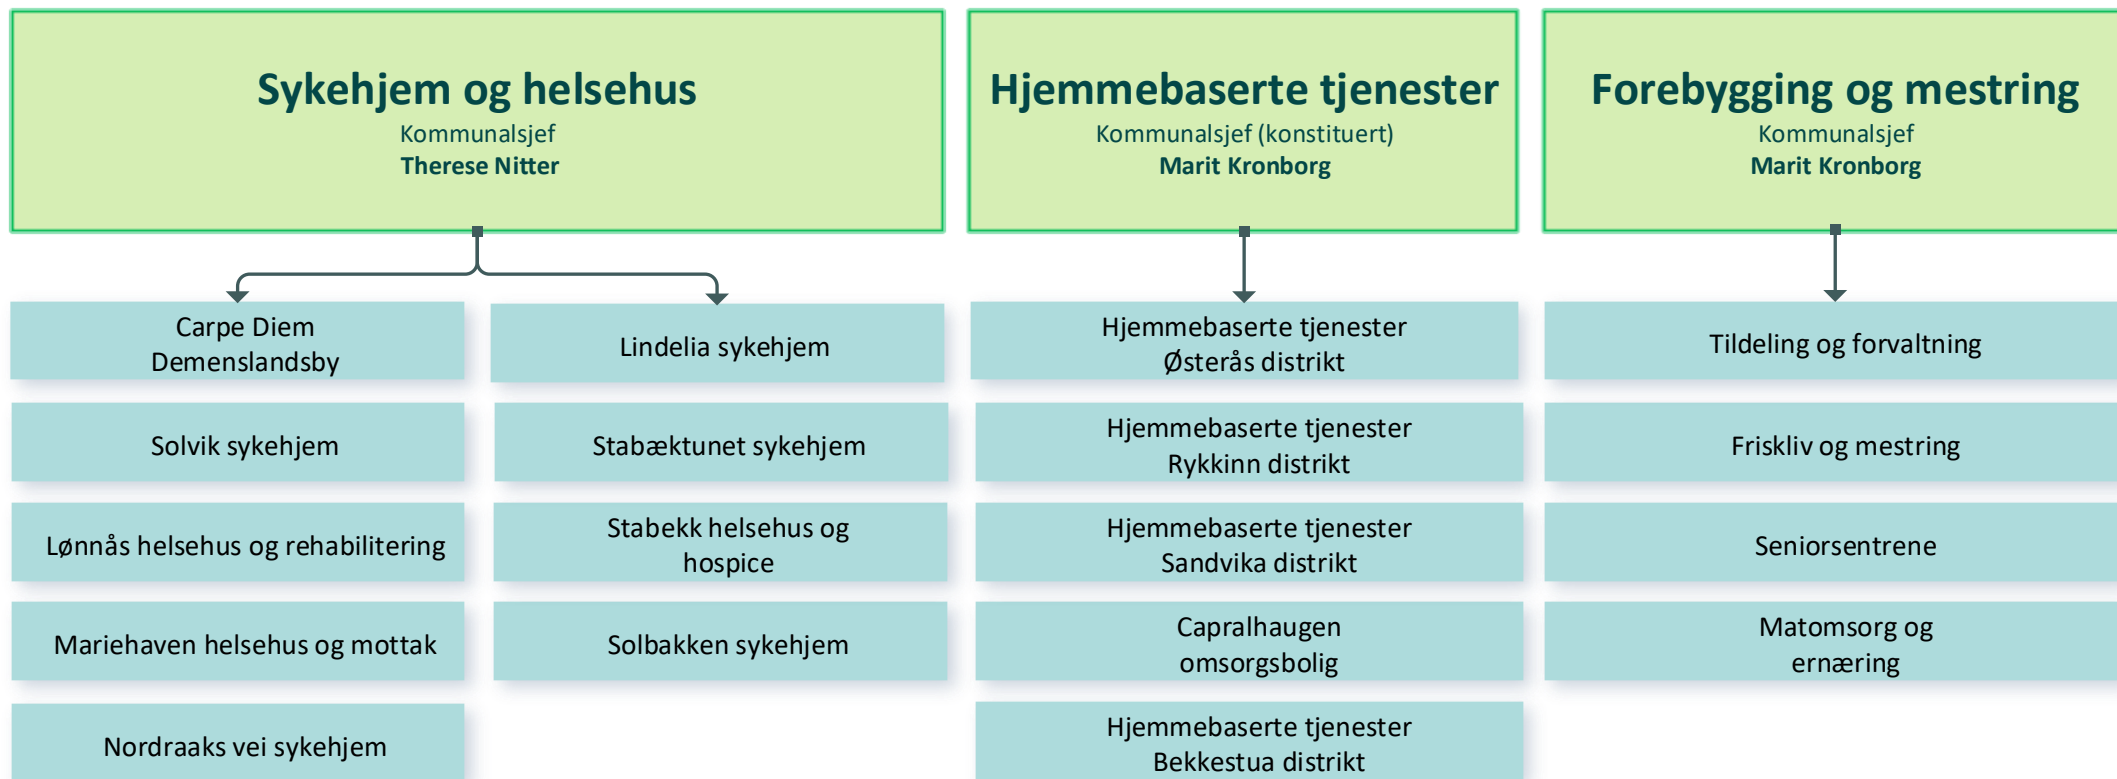 Sykehjem og helsehus
Kommunalsjef
Therese Nitter
Carpe Diem
Demenslandsby
Solvik sykehjem
Lønnås helsehus og rehabilitering
Mariehaven helsehus og mottak
Nordraaks vei sykehjem
Lindelia sykehjem
Stabæktunet sykehjem
Stabekk helsehus og
hospice
Solbakken sykehjem
Hjemmebaserte tjenester
Kommunalsjef (konstituert)
Marit Kronborg
Hjemmebaserte tjenester
Østerås distrikt
Hjemmebaserte tjenester
Rykkinn distrikt
Hjemmebaserte tjenester
Sandvika distrikt
Capralhaugen
omsorgsbolig
Hjemmebaserte tjenester
Bekkestua distrikt
Forebygging og mestring
Kommunalsjef
Marit Kronborg
Tildeling og forvaltning
Friskliv og mestring
Seniorsentrene
Matomsorg og
ernæring